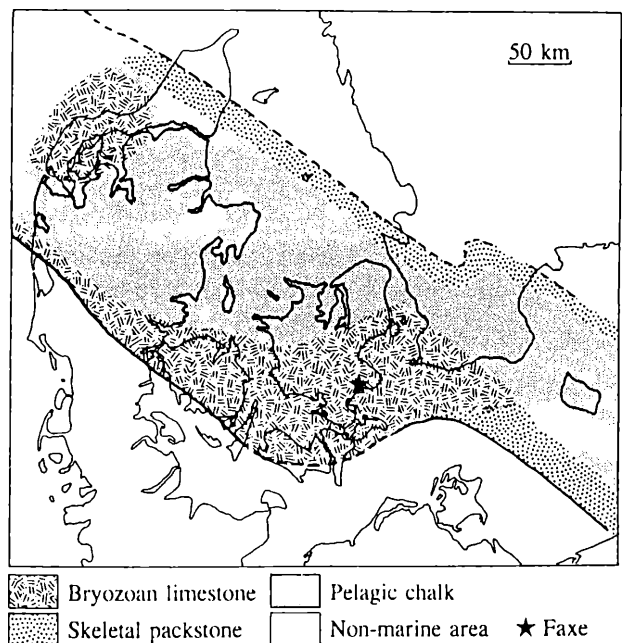 50 km
Bryozoan limestone
Pelagic chalk
Skeletal packstone
Non-marine area
Faxe